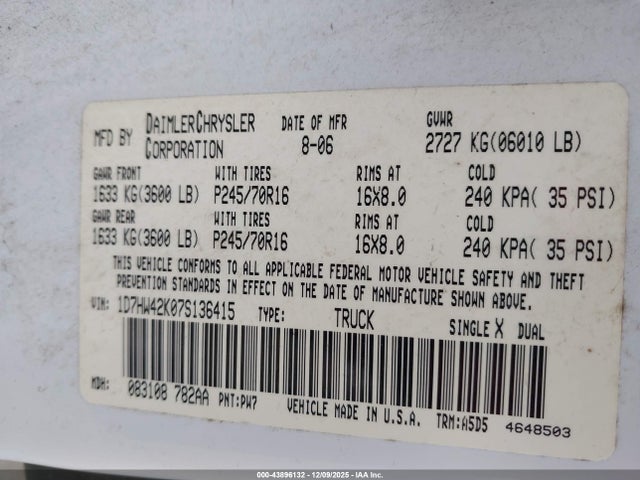 MFD BY DAIMLERCHRYSLER CORPORATION DATE OF MFR 8-06 GVWR 2727 KG(06010 LB)
GAWR FRONT WITH TIRES RIMS AT COLD
1633 KG(3600 LB) P245/70R16 16X8.0 240 KPA( 35 PSI)
GAWR REAR WITH TIRES RIMS AT COLD
1633 KG(3600 LB) P245/70R16 16X8.0 240 KPA( 35 PSI)
THIS VEHICLE CONFORMS TO ALL APPLICABLE FEDERAL MOTOR VEHICLE SAFETY AND THEFT
PREVENTION STANDARDS IN EFFECT ON THE DATE OF MANUFACTURE SHOWN ABOVE.
VIN: 1D7HW42K07S136415 TYPE: TRUCK SINGLE X DUAL
MDH: 083108 782AA PNT:PW7 VEHICLE MADE IN U.S.A. TRM:A5D5 4648503
000-43896132 - 12/09/2025 - IAA Inc.